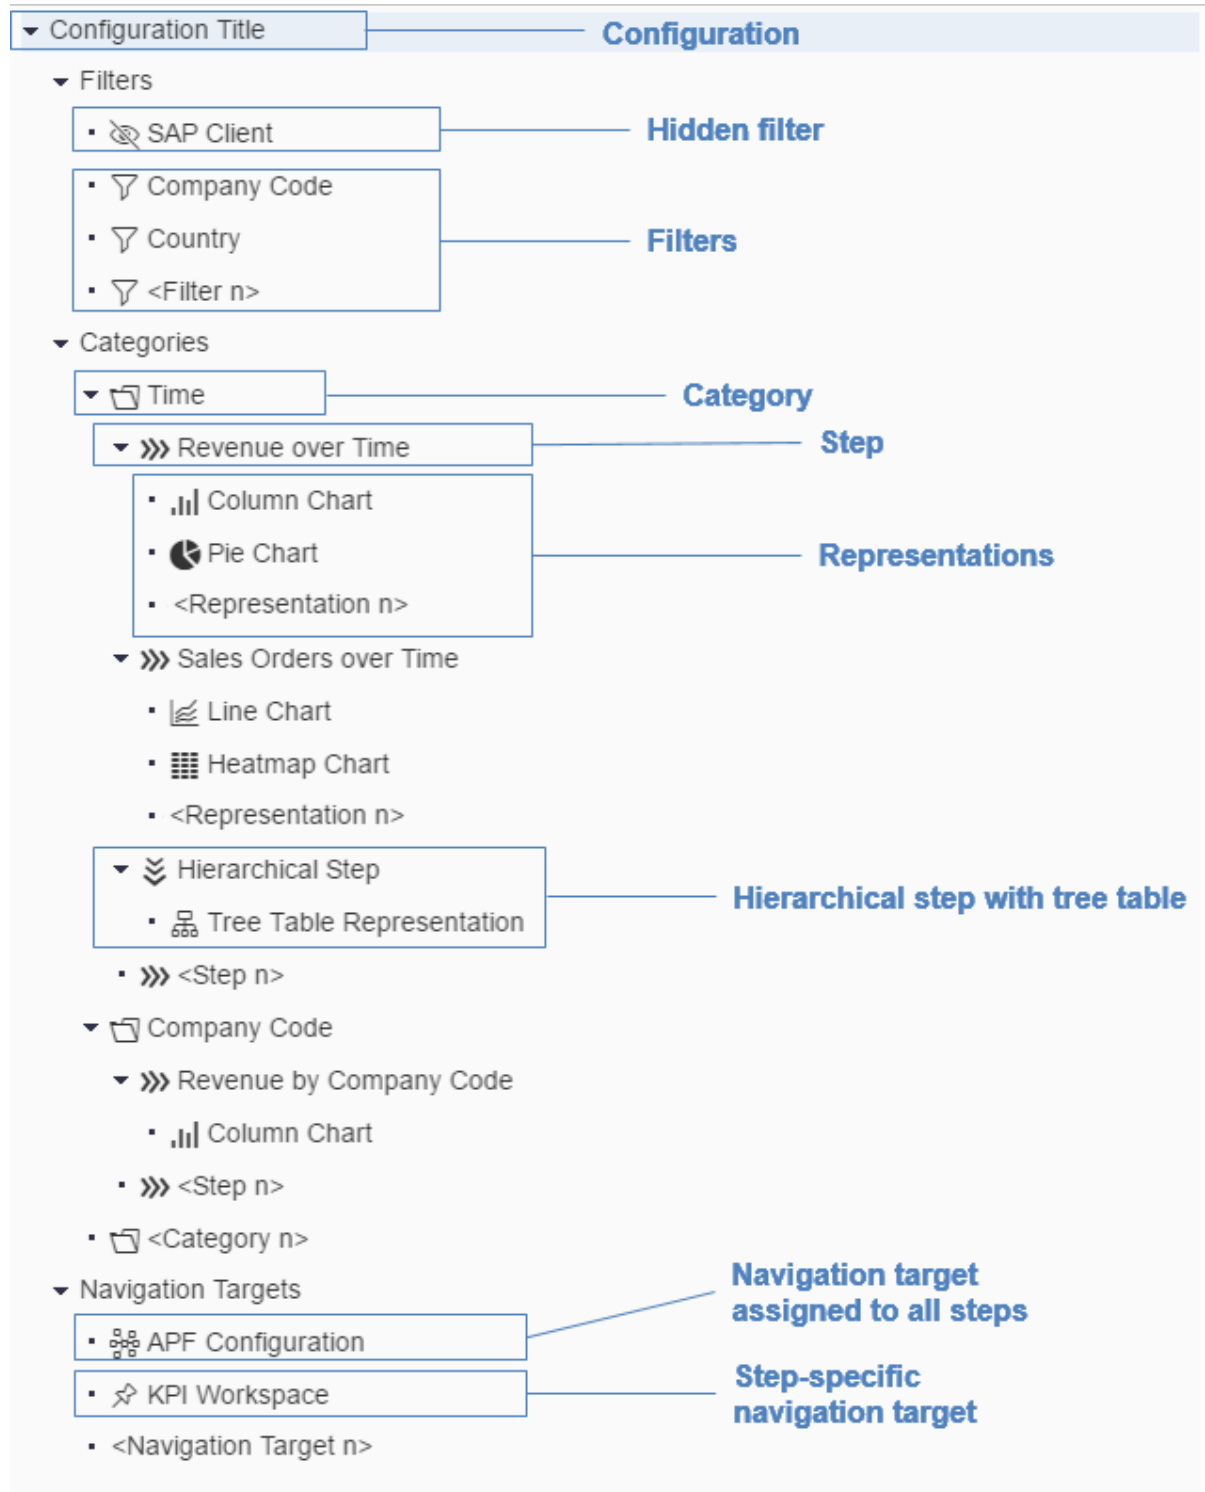 Configuration Title
Configuration
Filters
SAP Client
Hidden filter
Company Code
Country
Filters
<Filter n>
Categories
Time
Category
Revenue over Time
Step
Column Chart
Pie Chart
Representations
<Representation n>
Sales Orders over Time
Line Chart
Heatmap Chart
<Representation n>
Hierarchical Step
Hierarchical step with tree table
Tree Table Representation
<Step n>
Company Code
Revenue by Company Code
Column Chart
<Step n>
<Category n>
Navigation Targets
Navigation target
assigned to all steps
APF Configuration
Step-specific
navigation target
KPI Workspace
<Navigation Target n>